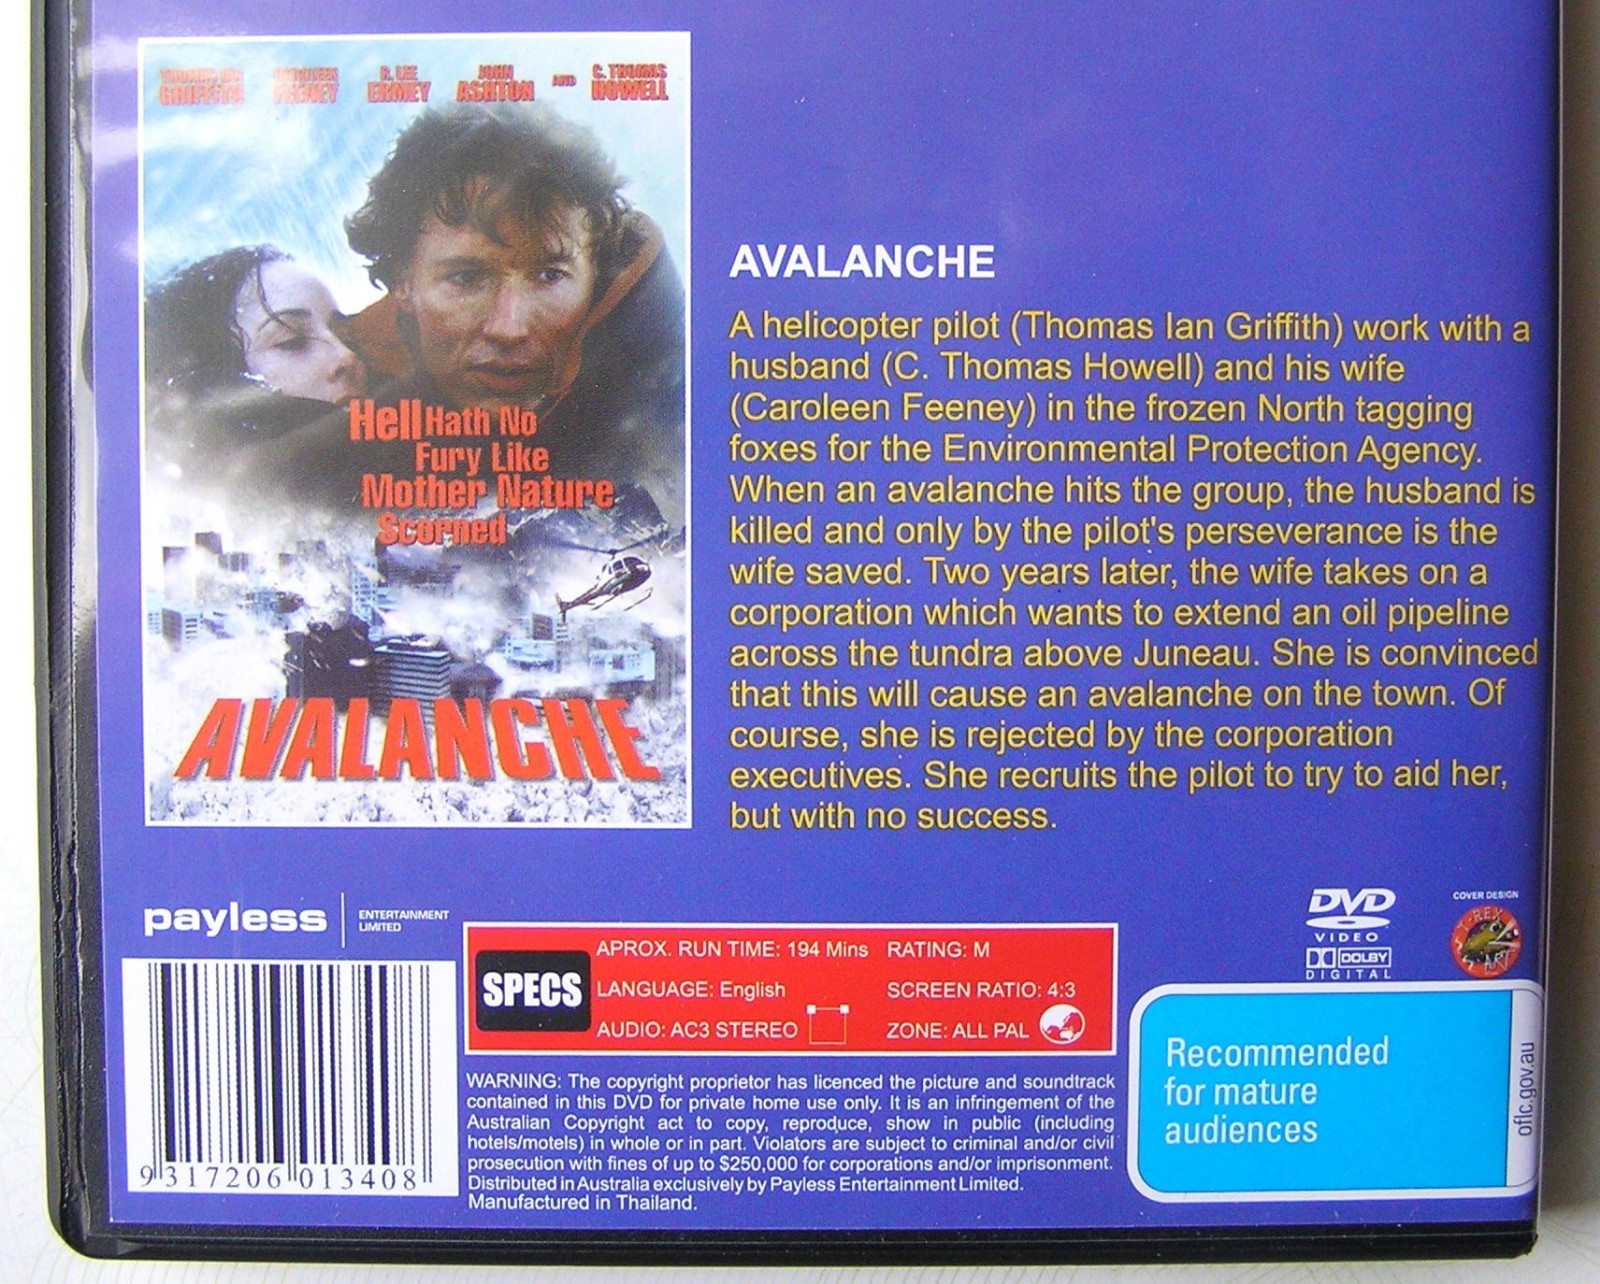 THOMAS IAN GRIFFITH CAROLEEN FEENEY R. LEE ERMEY JOHN ASHTON AND C. THOMAS HOWELL
Hell Hath No
Fury Like
Mother Nature
Scorned
AVALANCHE
AVALANCHE
A helicopter pilot (Thomas Ian Griffith) work with a
husband (C. Thomas Howell) and his wife
(Caroleen Feeney) in the frozen North tagging
foxes for the Environmental Protection Agency.
When an avalanche hits the group, the husband is
killed and only by the pilot's perseverance is the
wife saved. Two years later, the wife takes on a
corporation which wants to extend an oil pipeline
across the tundra above Juneau. She is convinced
that this will cause an avalanche on the town. Of
course, she is rejected by the corporation
executives. She recruits the pilot to try to aid her,
but with no success.
payless ENTERTAINMENT
LIMITED
9 317206 013408
SPECS
APROX. RUN TIME: 194 Mins RATING: M
LANGUAGE: English SCREEN RATIO: 4:3
AUDIO: AC3 STEREO ZONE: ALL PAL
WARNING: The copyright proprietor has licenced the picture and soundtrack
contained in this DVD for private home use only. It is an infringement of the
Australian Copyright act to copy, reproduce, show in public (including
hotels/motels) in whole or in part. Violators are subject to criminal and/or civil
prosecution with fines of up to $250,000 for corporations and/or imprisonment.
Distributed in Australia exclusively by Payless Entertainment Limited.
Manufactured in Thailand.
DVD
VIDEO
DOLBY
DIGITAL
COVER DESIGN
T-REX
ART
Recommended
for mature
audiences
oflc.gov.au